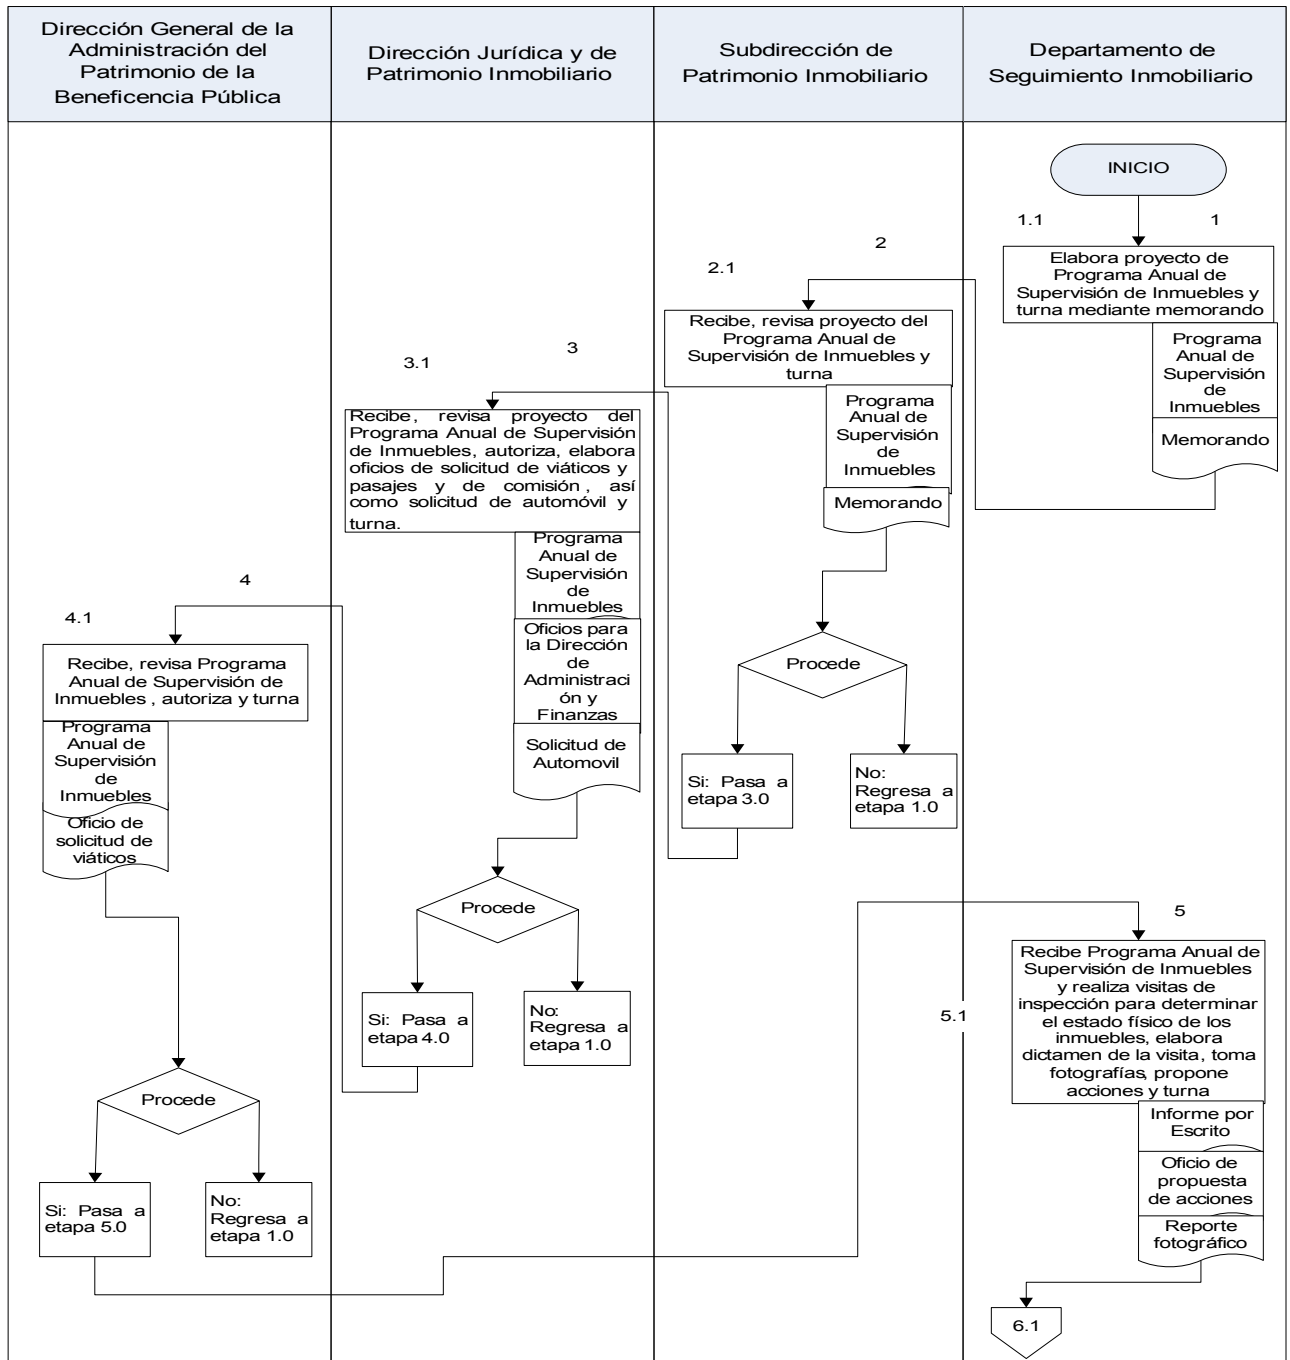 Dirección General de la
Administración del
Patrimonio de la
Beneficencia Pública
Dirección Jurídica y de
Patrimonio Inmobiliario
Subdirección de
Patrimonio Inmobiliario
Departamento de
Seguimiento Inmobiliario
INICIO
1.1
1
Elabora proyecto de
Programa Anual de
Supervisión de Inmuebles y
turna mediante memorando
Programa
Anual de
Supervisión
de
Inmuebles
Memorando
2
2.1
Recibe, revisa proyecto del
Programa Anual de
Supervisión de Inmuebles y
turna
Programa
Anual de
Supervisión
de
Inmuebles
Memorando
Procede
Si: Pasa a
etapa 3.0
No:
Regresa a
etapa 1.0
3
3.1
Recibe, revisa proyecto del
Programa Anual de Supervisión
de Inmuebles, autoriza, elabora
oficios de solicitud de viáticos y
pasajes y de comisión, así
como solicitud de automóvil y
turna.
Programa
Anual de
Supervisión
de
Inmuebles
Oficios para
la Dirección
de
Administraci
ón y
Finanzas
Solicitud de
Automovil
Procede
Si: Pasa a
etapa 4.0
No:
Regresa a
etapa 1.0
4
4.1
Recibe, revisa Programa
Anual de Supervisión de
Inmuebles , autoriza y turna
Programa
Anual de
Supervisión
de
Inmuebles
Oficio de
solicitud de
viáticos
Procede
Si: Pasa a
etapa 5.0
No:
Regresa a
etapa 1.0
5
5.1
Recibe Programa Anual de
Supervisión de Inmuebles
y realiza visitas de
inspección para determinar
el estado físico de los
inmuebles, elabora
dictamen de la visita, toma
fotografías, propone
acciones y turna
Informe por
Escrito
Oficio de
propuesta
de acciones
Reporte
fotográfico
6.1